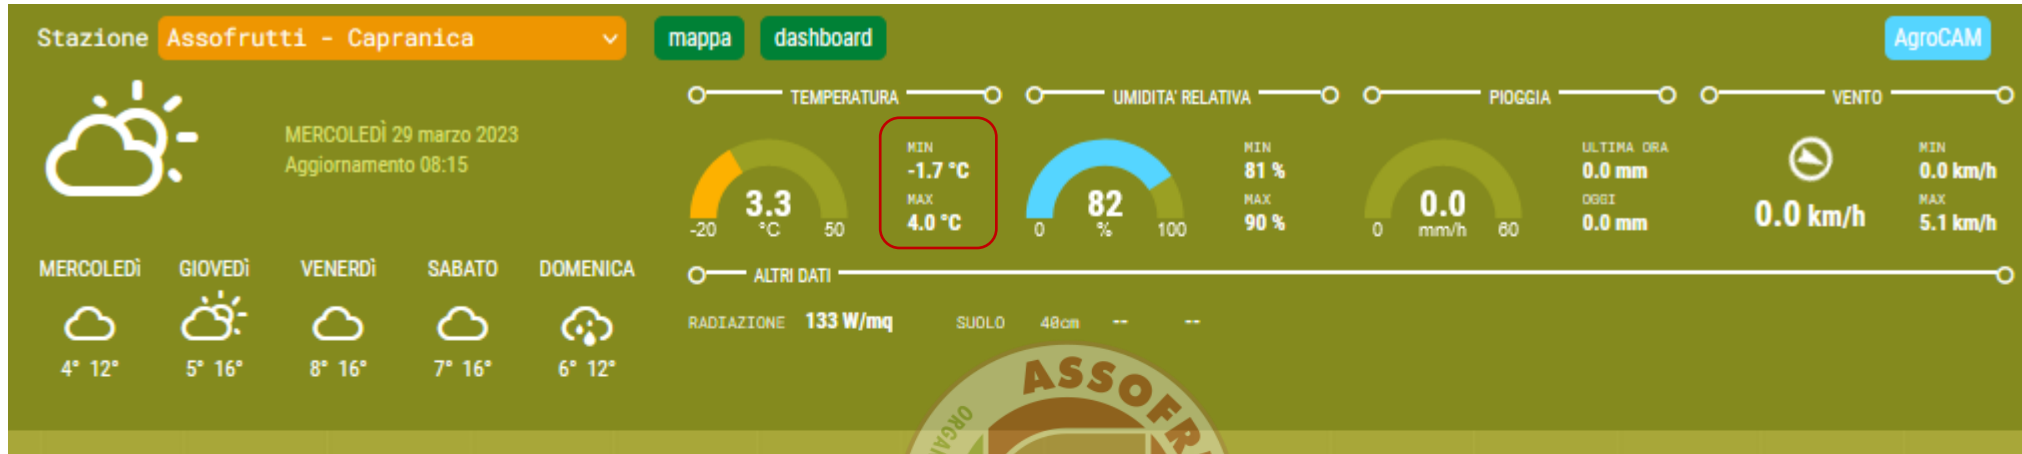 Stazione Assofrutti - Capranica mappa dashboard AgroCAM
MERCOLEDÌ 29 marzo 2023
Aggiornamento 08:15
TEMPERATURA
3.3
°C
-20 50
MIN
-1.7 °C
MAX
4.0 °C
UMIDITA' RELATIVA
82
%
0 100
MIN
81 %
MAX
90 %
PIOGGIA
0.0
mm/h
0 60
ULTIMA ORA
0.0 mm
OGGI
0.0 mm
VENTO
0.0 km/h
MIN
0.0 km/h
MAX
5.1 km/h
MERCOLEDÌ GIOVEDÌ VENERDÌ SABATO DOMENICA
4° 12° 5° 16° 8° 16° 7° 16° 6° 12°
ALTRI DATI
RADIAZIONE 133 W/mq SUOLO 40cm -- --